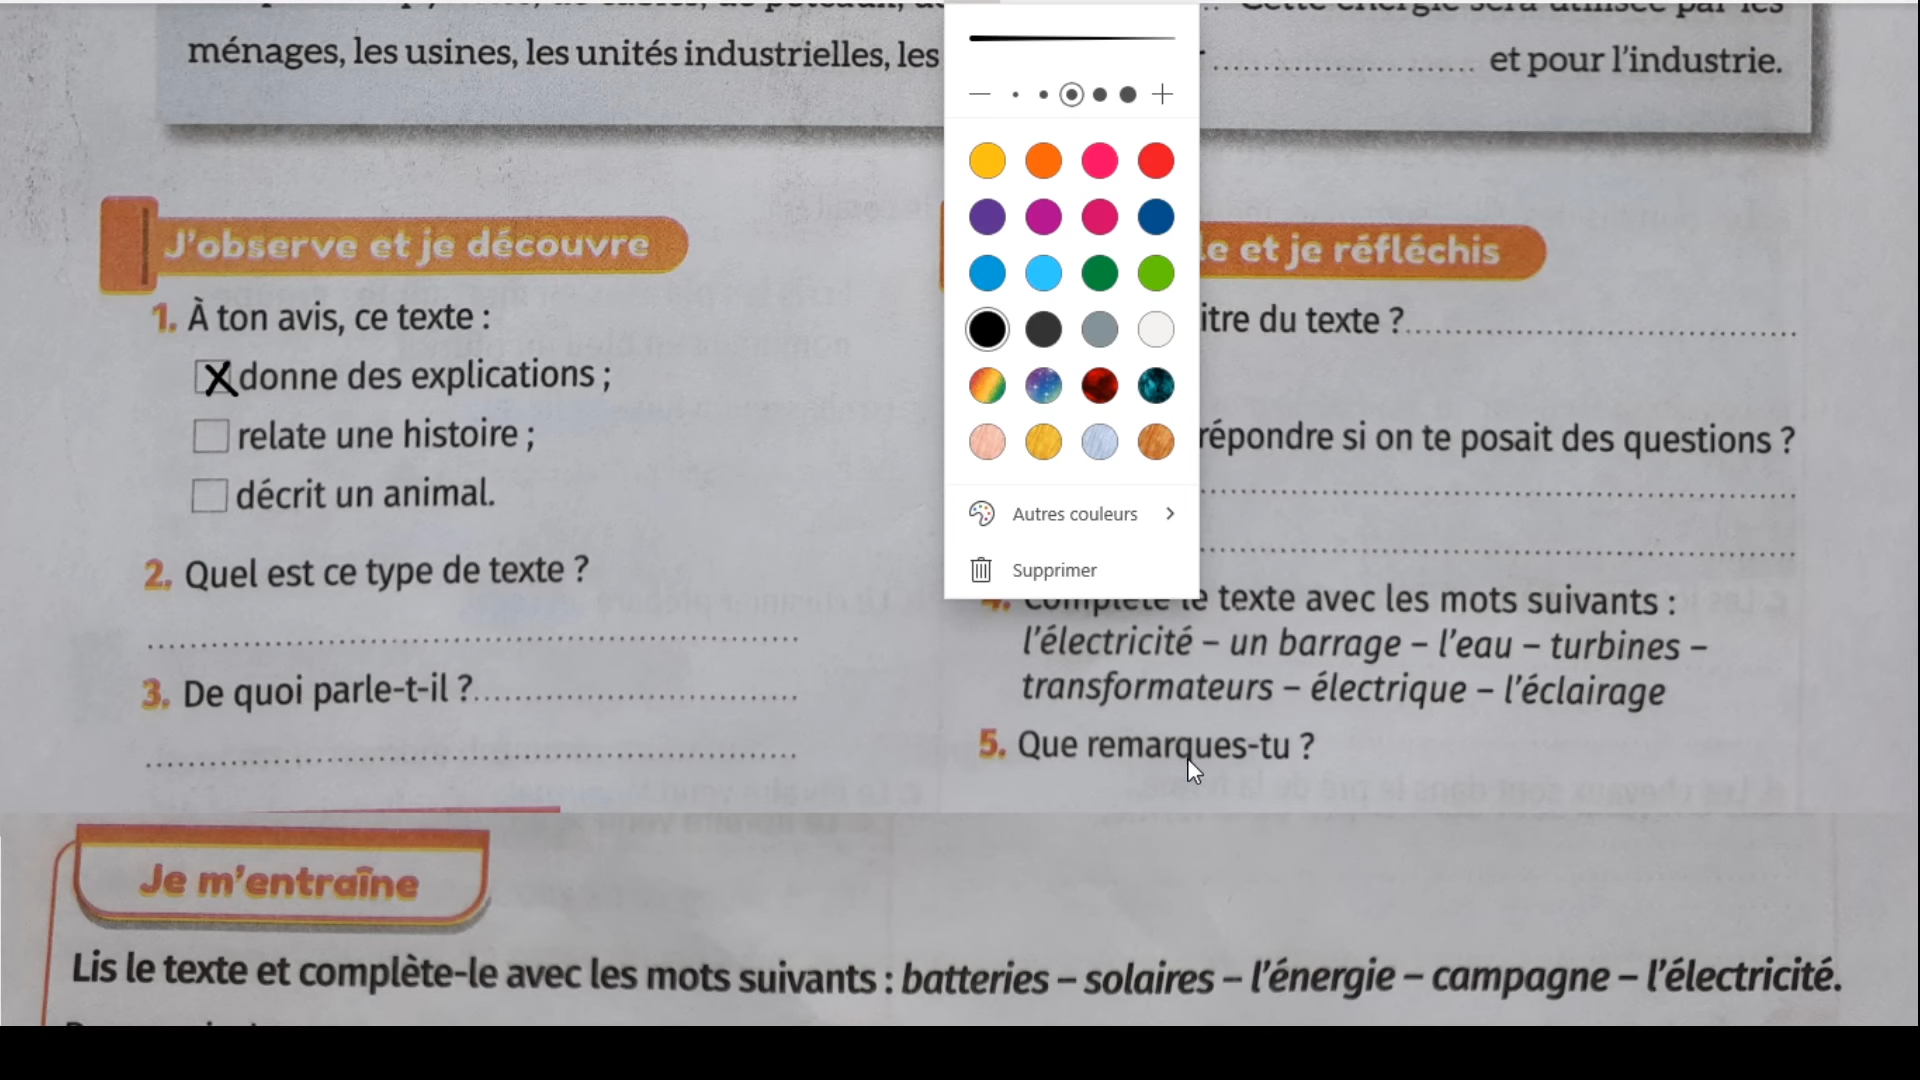 ménages, les usines, les unités industrielles, les
et pour l'industrie.
J'observe et je découvre
1. À ton avis, ce texte :
X donne des explications ;
relate une histoire ;
décrit un animal.
2. Quel est ce type de texte ?
3. De quoi parle-t-il ?
et je réfléchis
titre du texte ?
répondre si on te posait des questions ?
4. Complète le texte avec les mots suivants :
l'électricité – un barrage – l'eau – turbines –
transformateurs – électrique – l'éclairage
5. Que remarques-tu ?
Autres couleurs
Supprimer
Je m'entraîne
Lis le texte et complète-le avec les mots suivants : batteries – solaires – l'énergie – campagne – l'électricité.